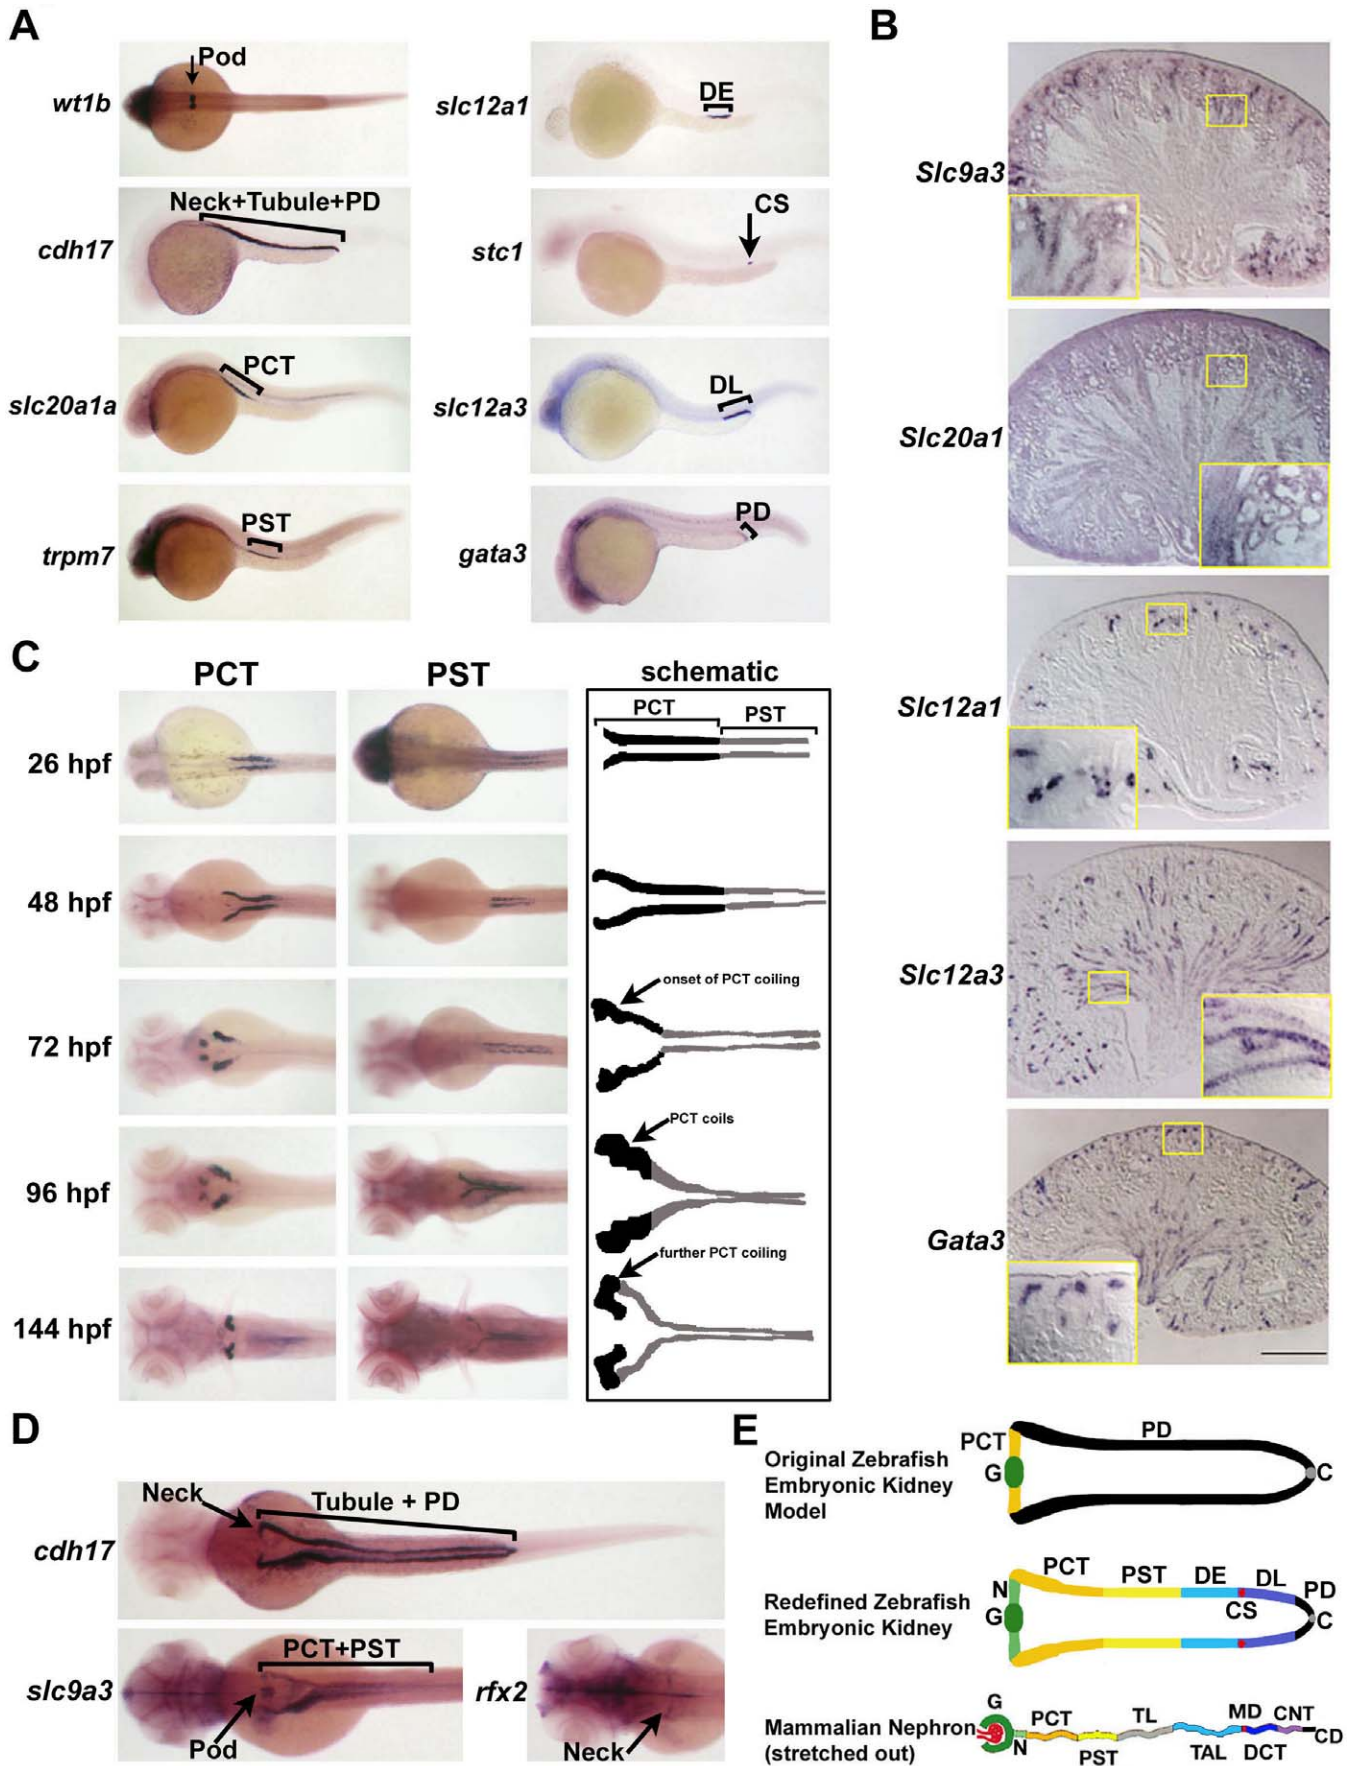 A
wt1b
Pod
slc12a1
DE
cdh17
Neck+Tubule+PD
stc1
CS
slc20a1a
PCT
slc12a3
DL
trpm7
PST
gata3
PD
B
Slc9a3
Slc20a1
Slc12a1
Slc12a3
Gata3
C
PCT
PST
schematic
PCT
PST
26 hpf
48 hpf
72 hpf
onset of PCT coiling
96 hpf
PCT coils
144 hpf
further PCT coiling
D
Neck
Tubule + PD
cdh17
PCT+PST
slc9a3
Pod
rfx2
Neck
E
Original Zebrafish
Embryonic Kidney
Model
PCT
PD
G
C
Redefined Zebrafish
Embryonic Kidney
PCT
PST
DE
DL
PD
N
G
CS
C
Mammalian Nephron
(stretched out)
G
N
PCT
PST
TL
TAL
MD
DCT
CNT
CD